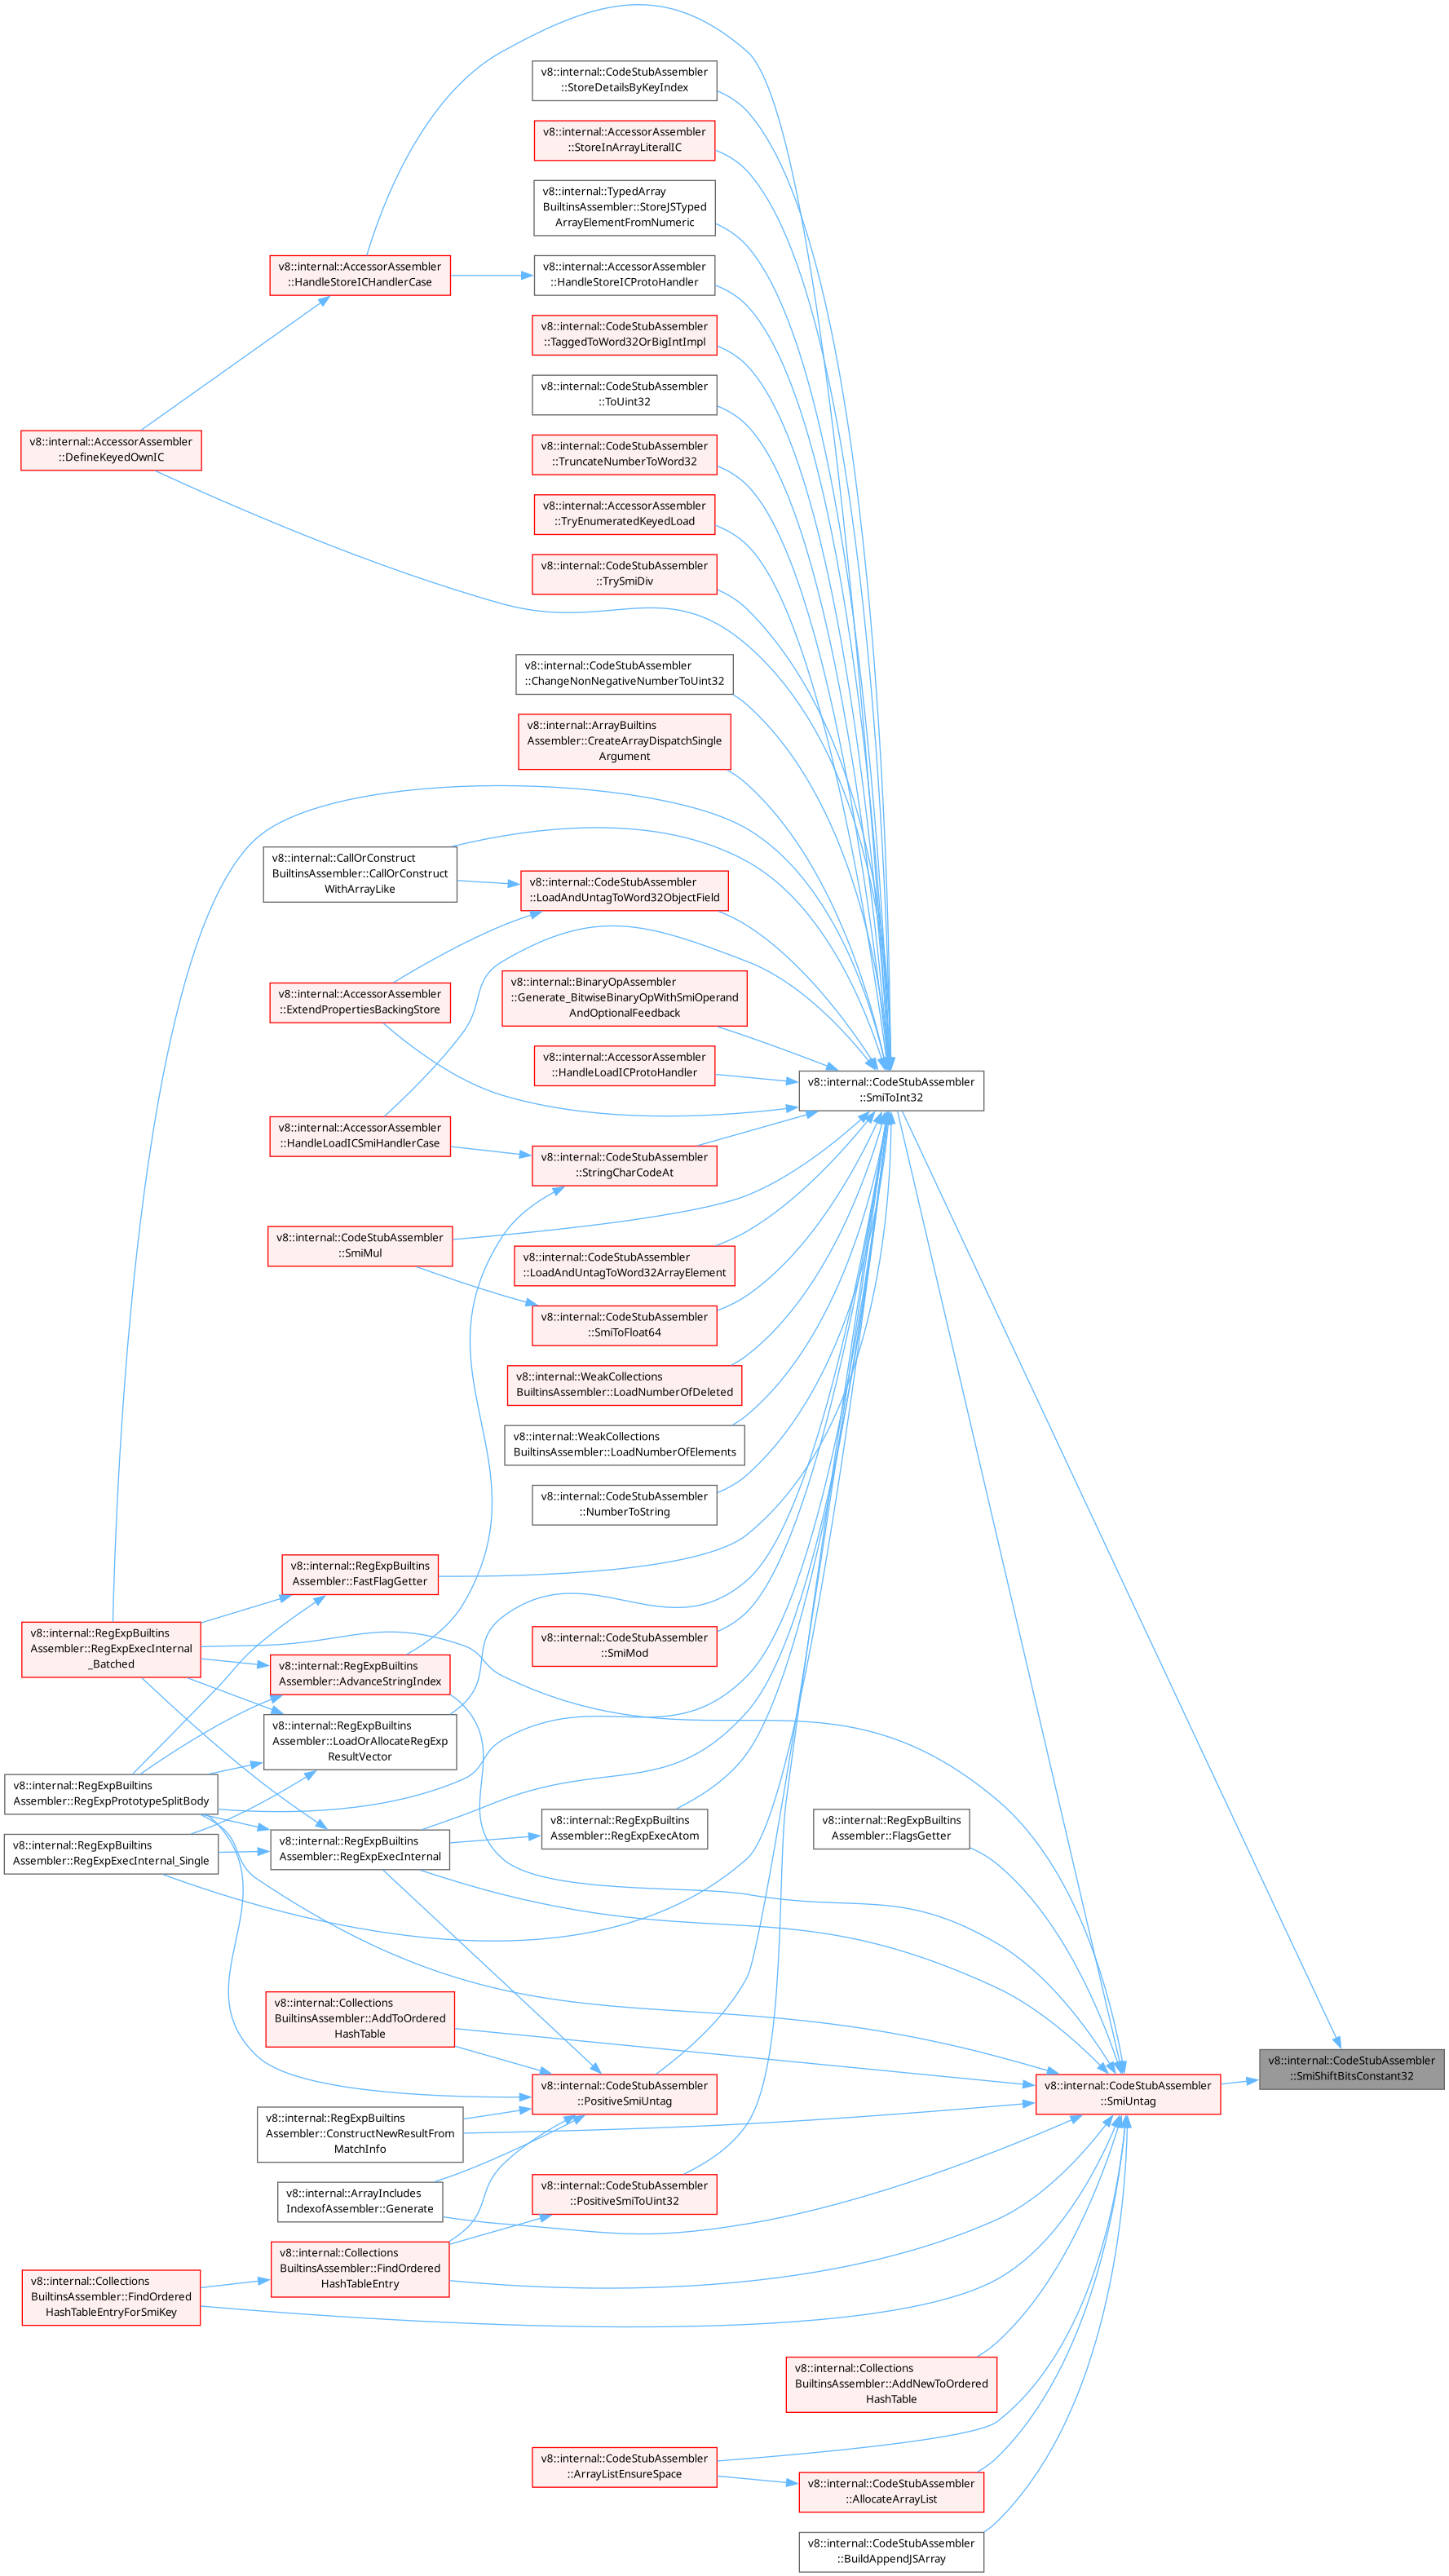 v8::internal::CodeStubAssembler
::StoreDetailsByKeyIndex
v8::internal::AccessorAssembler
::StoreInArrayLiteralIC
v8::internal::TypedArray
BuiltinsAssembler::StoreJSTyped
ArrayElementFromNumeric
v8::internal::AccessorAssembler
::HandleStoreICHandlerCase
v8::internal::AccessorAssembler
::HandleStoreICProtoHandler
v8::internal::CodeStubAssembler
::TaggedToWord32OrBigIntImpl
v8::internal::CodeStubAssembler
::ToUint32
v8::internal::AccessorAssembler
::DefineKeyedOwnIC
v8::internal::CodeStubAssembler
::TruncateNumberToWord32
v8::internal::AccessorAssembler
::TryEnumeratedKeyedLoad
v8::internal::CodeStubAssembler
::TrySmiDiv
v8::internal::CodeStubAssembler
::ChangeNonNegativeNumberToUint32
v8::internal::ArrayBuiltins
Assembler::CreateArrayDispatchSingle
Argument
v8::internal::CallOrConstruct
BuiltinsAssembler::CallOrConstruct
WithArrayLike
v8::internal::CodeStubAssembler
::LoadAndUntagToWord32ObjectField
v8::internal::AccessorAssembler
::ExtendPropertiesBackingStore
v8::internal::BinaryOpAssembler
::Generate_BitwiseBinaryOpWithSmiOperand
AndOptionalFeedback
v8::internal::AccessorAssembler
::HandleLoadICProtoHandler
v8::internal::CodeStubAssembler
::SmiToInt32
v8::internal::AccessorAssembler
::HandleLoadICSmiHandlerCase
v8::internal::CodeStubAssembler
::StringCharCodeAt
v8::internal::CodeStubAssembler
::SmiMul
v8::internal::CodeStubAssembler
::LoadAndUntagToWord32ArrayElement
v8::internal::CodeStubAssembler
::SmiToFloat64
v8::internal::WeakCollections
BuiltinsAssembler::LoadNumberOfDeleted
v8::internal::WeakCollections
BuiltinsAssembler::LoadNumberOfElements
v8::internal::CodeStubAssembler
::NumberToString
v8::internal::RegExpBuiltins
Assembler::FastFlagGetter
v8::internal::RegExpBuiltins
Assembler::RegExpExecInternal
_Batched
v8::internal::CodeStubAssembler
::SmiMod
v8::internal::RegExpBuiltins
Assembler::AdvanceStringIndex
v8::internal::RegExpBuiltins
Assembler::LoadOrAllocateRegExp
ResultVector
v8::internal::RegExpBuiltins
Assembler::RegExpPrototypeSplitBody
v8::internal::RegExpBuiltins
Assembler::RegExpExecInternal_Single
v8::internal::RegExpBuiltins
Assembler::RegExpExecInternal
v8::internal::RegExpBuiltins
Assembler::RegExpExecAtom
v8::internal::RegExpBuiltins
Assembler::FlagsGetter
v8::internal::Collections
BuiltinsAssembler::AddToOrdered
HashTable
v8::internal::CodeStubAssembler
::SmiShiftBitsConstant32
v8::internal::CodeStubAssembler
::PositiveSmiUntag
v8::internal::CodeStubAssembler
::SmiUntag
v8::internal::RegExpBuiltins
Assembler::ConstructNewResultFrom
MatchInfo
v8::internal::ArrayIncludes
IndexofAssembler::Generate
v8::internal::CodeStubAssembler
::PositiveSmiToUint32
v8::internal::Collections
BuiltinsAssembler::FindOrdered
HashTableEntry
v8::internal::Collections
BuiltinsAssembler::FindOrdered
HashTableEntryForSmiKey
v8::internal::Collections
BuiltinsAssembler::AddNewToOrdered
HashTable
v8::internal::CodeStubAssembler
::ArrayListEnsureSpace
v8::internal::CodeStubAssembler
::AllocateArrayList
v8::internal::CodeStubAssembler
::BuildAppendJSArray